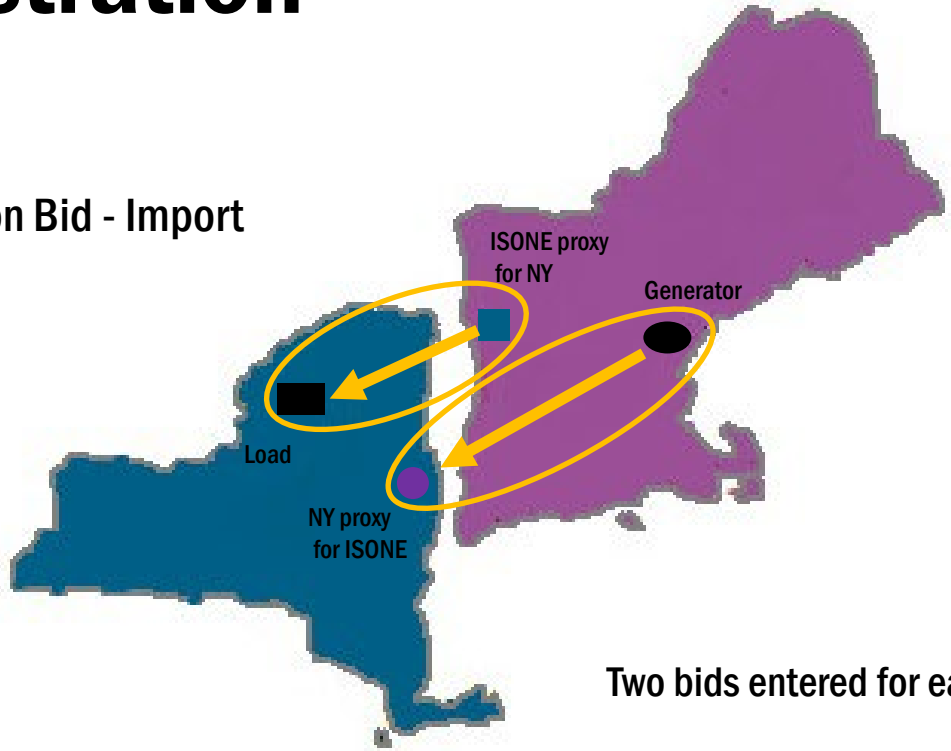 on Bid - Import
ISONE proxy
for NY
Generator
Load
NY proxy
for ISONE
Two bids entered for ea